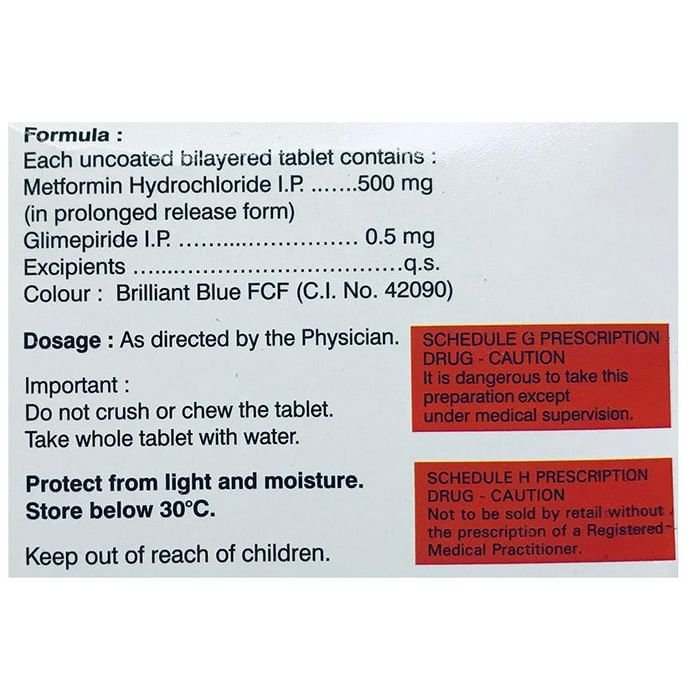 Formula :
Each uncoated bilayered tablet contains :
Metformin Hydrochloride I.P. .......500 mg
(in prolonged release form)
Glimepiride I.P. ............................. 0.5 mg
Excipients .......................................q.s.
Colour : Brilliant Blue FCF (C.I. No. 42090)
Dosage : As directed by the Physician.
Important :
Do not crush or chew the tablet.
Take whole tablet with water.
Protect from light and moisture.
Store below 30°C.
Keep out of reach of children.
SCHEDULE G PRESCRIPTION
DRUG - CAUTION
It is dangerous to take this
preparation except
under medical supervision.
SCHEDULE H PRESCRIPTION
DRUG - CAUTION
Not to be sold by retail without
the prescription of a Registered
Medical Practitioner.